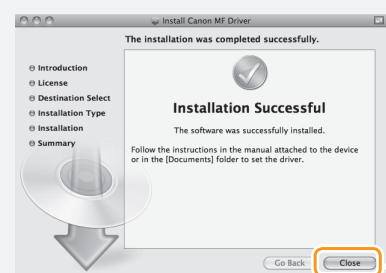 Install Canon MF Driver
The installation was completed successfully.
Introduction
License
Destination Select
Installation Type
Installation
Summary
Installation Successful
The software was successfully installed.
Follow the instructions in the manual attached to the device
or in the [Documents] folder to set the driver.
Go Back
Close